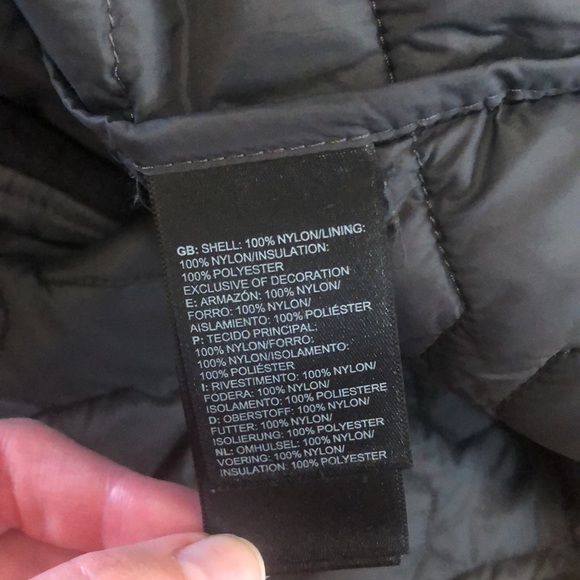 GB: SHELL: 100% NYLON/LINING:
100% NYLON/INSULATION:
100% POLYESTER
EXCLUSIVE OF DECORATION
E: ARMAZÓN: 100% NYLON/
FORRO: 100% NYLON/
AISLAMIENTO: 100% POLIÉSTER
P: TECIDO PRINCIPAL:
100% NYLON/FORRO:
100% NYLON/ISOLAMENTO:
100% POLIÉSTER
I: RIVESTIMENTO: 100% NYLON/
FODERA: 100% NYLON/
ISOLAMENTO: 100% POLIESTERE
D: OBERSTOFF: 100% NYLON/
FUTTER: 100% NYLON/
ISOLIERUNG: 100% POLYESTER
NL: OMHULSEL: 100% NYLON/
VOERING: 100% NYLON/
INSULATION: 100% POLYESTER